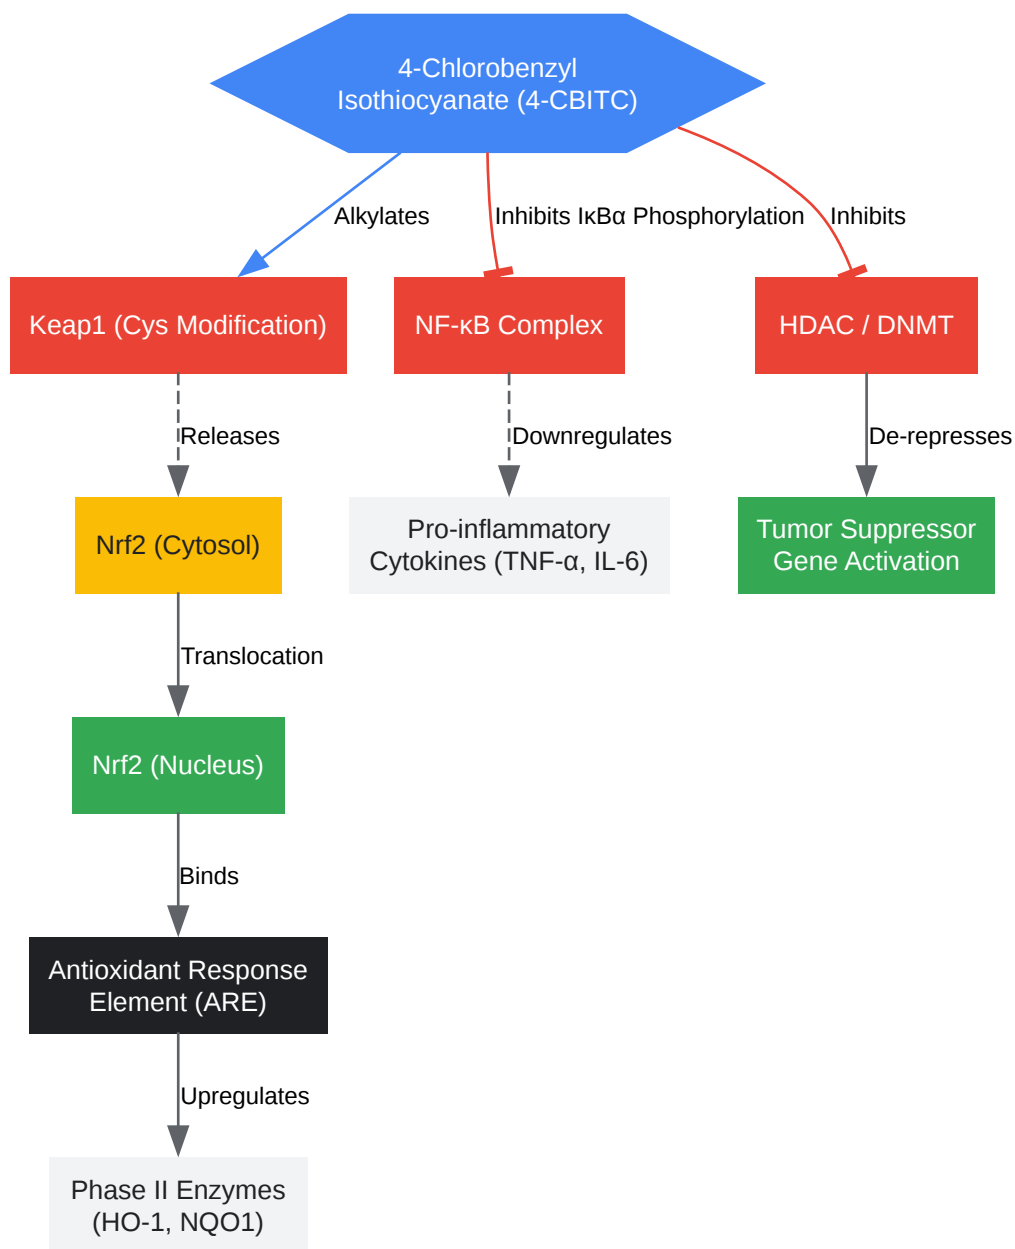 4-Chlorobenzyl
Isothiocyanate (4-CBITC)
Alkylates
Inhibits IκBα Phosphorylation
Inhibits
Keap1 (Cys Modification)
NF-κB Complex
HDAC / DNMT
Releases
Downregulates
De-represses
Nrf2 (Cytosol)
Pro-inflammatory
Cytokines (TNF-α, IL-6)
Tumor Suppressor
Gene Activation
Translocation
Nrf2 (Nucleus)
Binds
Antioxidant Response
Element (ARE)
Upregulates
Phase II Enzymes
(HO-1, NQO1)